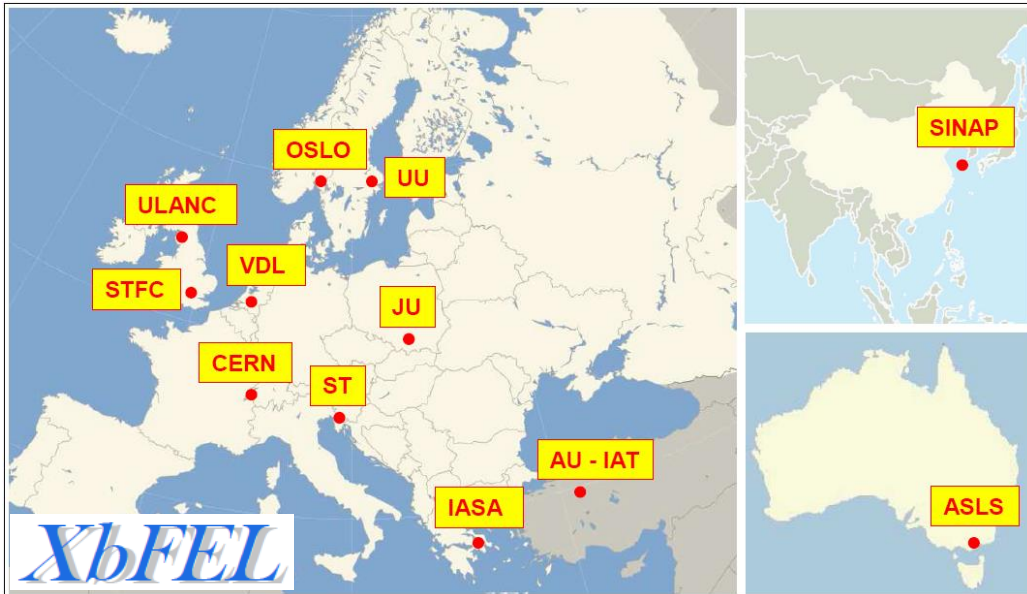 OSLO
UU
ULANC
VDL
STFC
JU
CERN
ST
AU - IAT
IASA
XbFEL
SINAP
ASLS